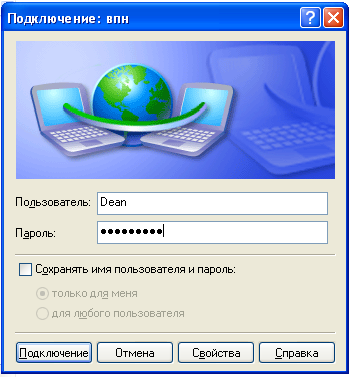 Подключение: впн
Пользователь: Dean
Пароль: ●●●●●●●●●
Сохранять имя пользователя и пароль:
только для меня
для любого пользователя
Подключение Отмена Свойства Справка